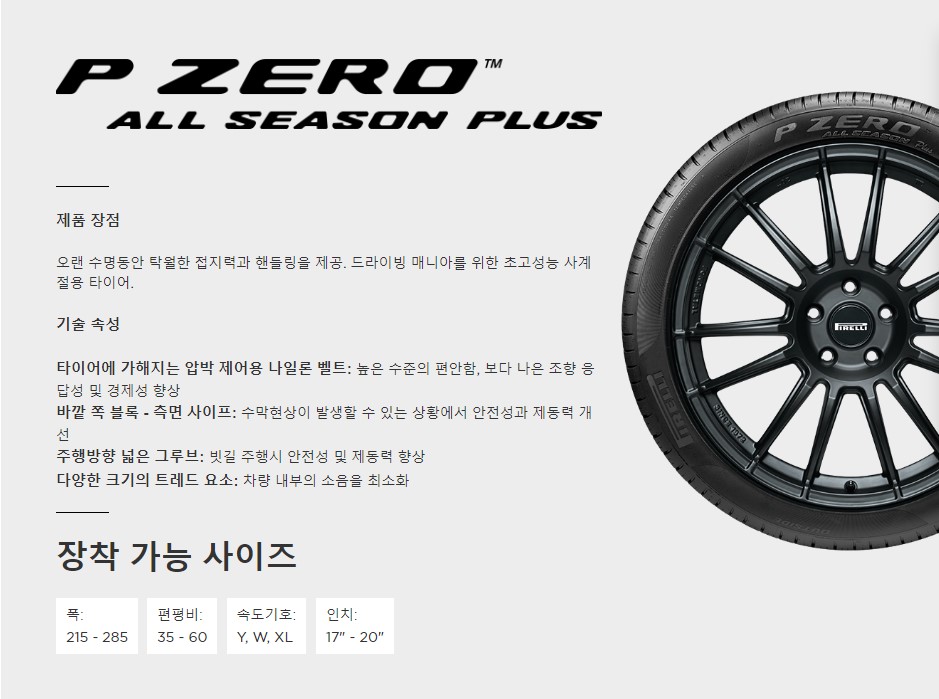 P ZERO™
ALL SEASON PLUS
제품 장점
오랜 수명동안 탁월한 접지력과 핸들링을 제공. 드라이빙 매니아를 위한 초고성능 사계
절용 타이어.
기술 속성
타이어에 가해지는 압박 제어용 나일론 벨트: 높은 수준의 편안함, 보다 나은 조향 응
답성 및 경제성 향상
바깥 쪽 블록 - 측면 사이프: 수막현상이 발생할 수 있는 상황에서 안전성과 제동력 개
선
주행방향 넓은 그루브: 빗길 주행시 안전성 및 제동력 향상
다양한 크기의 트레드 요소: 차량 내부의 소음을 최소화
장착 가능 사이즈
폭:
215 - 285
편평비:
35 - 60
속도기호:
Y, W, XL
인치:
17" - 20"
P ZERO
ALL SEASON Plus
PIRELLI
PIRELLI